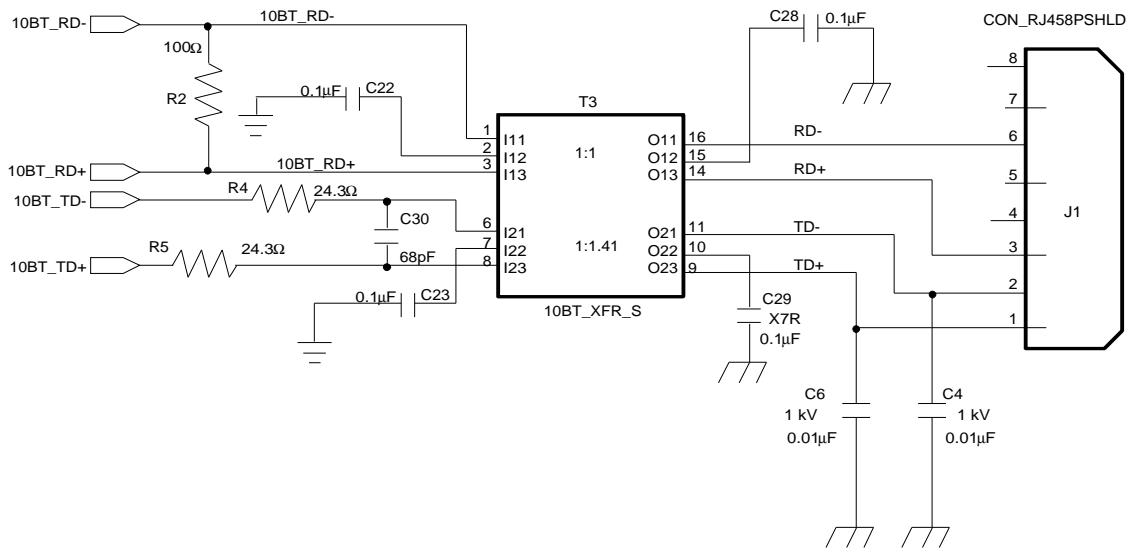 10BT_RD-
10BT_RD-
C28
0.1μF
CON_RJ458PSHLD
100Ω
R2
0.1μF
C22
T3
8
7
1
I11
2
I12
3
I13
1:1
O11
16
O12
15
O13
14
RD-
6
10BT_RD+
10BT_RD+
RD+
5
10BT_TD-
R4
24.3Ω
C30
6
I21
7
I22
8
I23
1:1.41
O21
11
O22
10
O23
9
TD-
4
J1
R5
24.3Ω
10BT_TD+
68pF
TD+
3
0.1μF
C23
10BT_XFR_S
C29
X7R
0.1μF
2
1
C6
1 kV
0.01μF
C4
1 kV
0.01μF